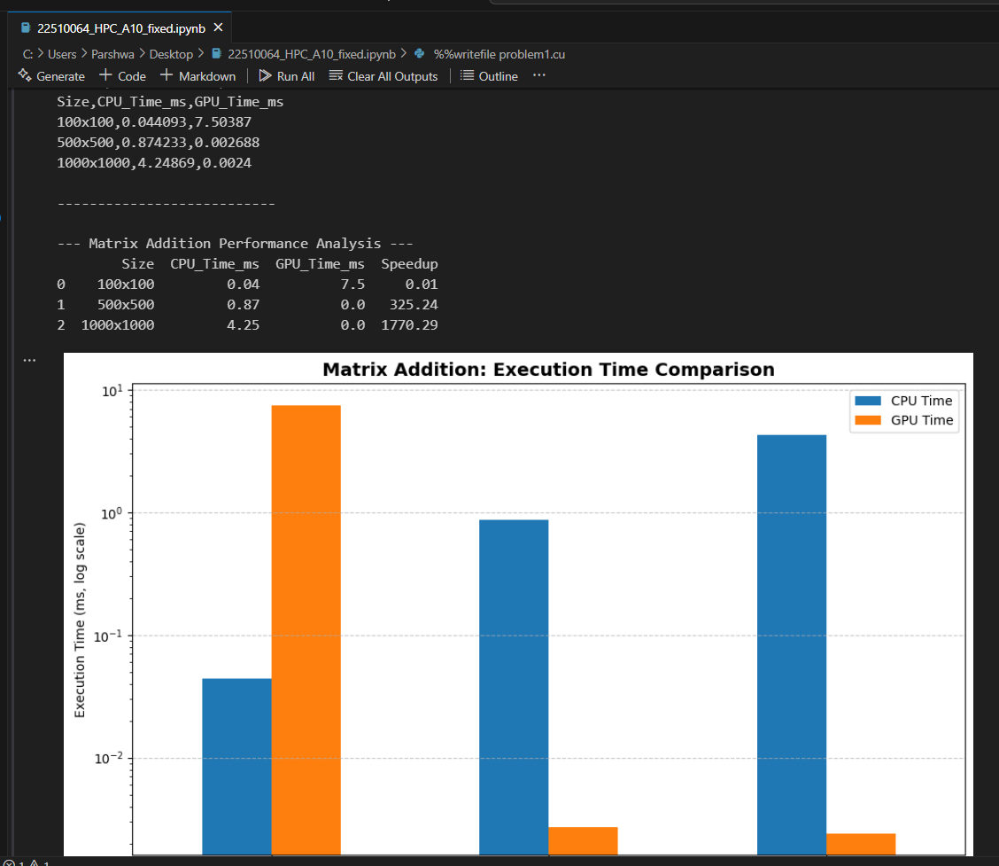 22510064_HPC_A10_fixed.ipynb
C: > Users > Parshwa > Desktop > 22510064_HPC_A10_fixed.ipynb > %%writefile problem1.cu
Generate + Code + Markdown | Run All Clear All Outputs | Outline ...
Size,CPU_Time_ms,GPU_Time_ms
100x100,0.044093,7.50387
500x500,0.874233,0.002688
1000x1000,4.24869,0.0024
---------------------------
--- Matrix Addition Performance Analysis ---
Size CPU_Time_ms GPU_Time_ms Speedup
0 100x100 0.04 7.5 0.01
1 500x500 0.87 0.0 325.24
2 1000x1000 4.25 0.0 1770.29
...
Matrix Addition: Execution Time Comparison
10¹
CPU Time
GPU Time
10⁰
10⁻¹
10⁻²
Execution Time (ms, log scale)